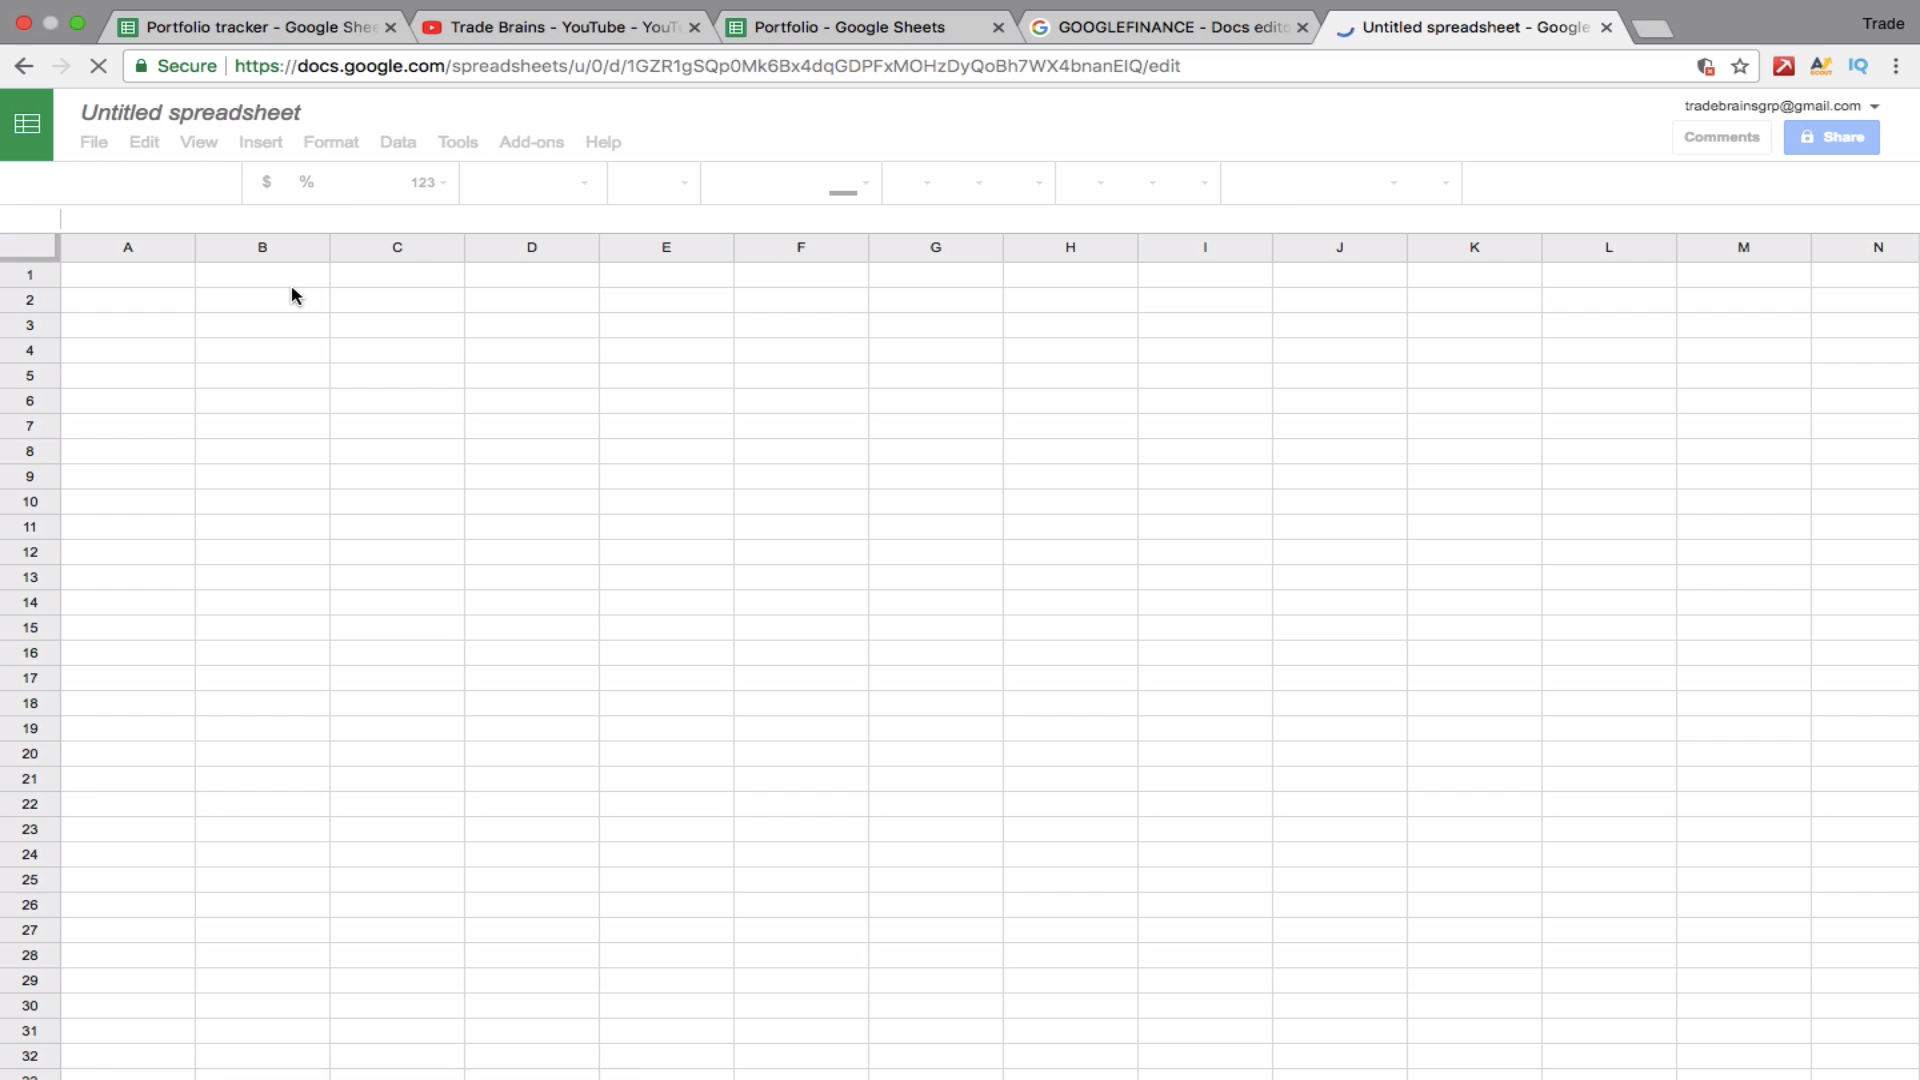 Portfolio tracker - Google Shee
Trade Brains - YouTube - YouT
Portfolio - Google Sheets
GOOGLEFINANCE - Docs edito
Untitled spreadsheet - Google
Trade
Secure
https://docs.google.com/spreadsheets/u/0/d/1GZR1gSQp0Mk6Bx4dqGDPFxMOHzDyQoBh7WX4bnanEIQ/edit
IQ
Untitled spreadsheet
tradebrainsgrp@gmail.com
File Edit View Insert Format Data Tools Add-ons Help
Comments
Share
$ % 123
A B C D E F G H I J K L M N
1
2
3
4
5
6
7
8
9
10
11
12
13
14
15
16
17
18
19
20
21
22
23
24
25
26
27
28
29
30
31
32